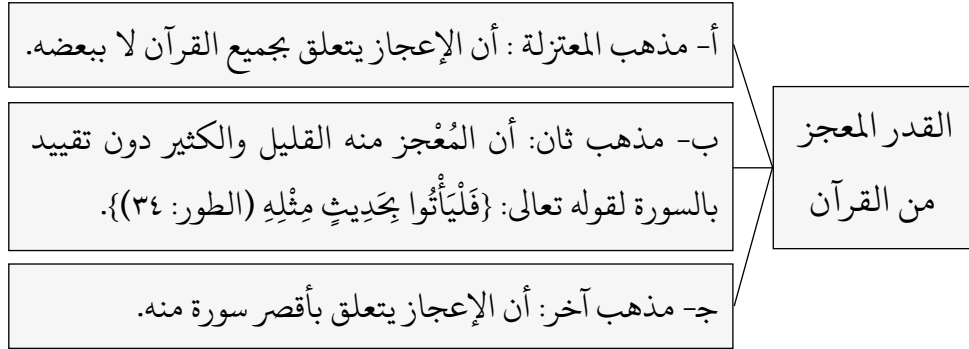 القدر المعجز
من القرآن
أ- مذهب المعتزلة : أن الإعجاز يتعلق بجميع القرآن لا ببعضه.
ب- مذهب ثان: أن المُعْجز منه القليل والكثير دون تقييد
بالسورة لقوله تعالى: {فَلْيَأْتُوا بِحَدِيثٍ مِثْلِهِ (الطور: ٣٤)}.
جـ- مذهب آخر: أن الإعجاز يتعلق بأقصر سورة منه.